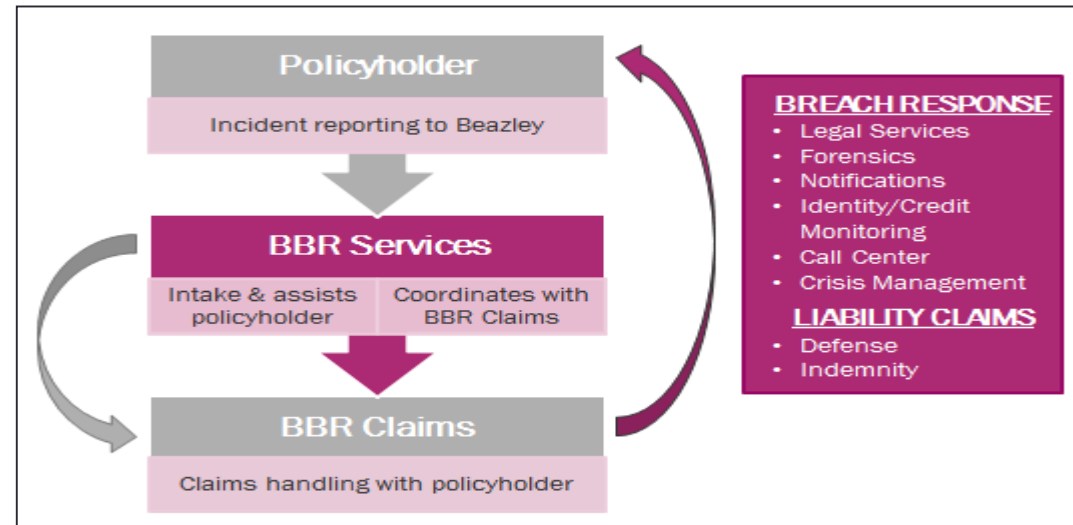 Policyholder
Incident reporting to Beazley
BBR Services
Intake & assists
policyholder
Coordinates with
BBR Claims
BBR Claims
Claims handling with policyholder
BREACH RESPONSE
• Legal Services
• Forensics
• Notifications
• Identity/Credit
Monitoring
• Call Center
• Crisis Management
LIABILITY CLAIMS
• Defense
• Indemnity